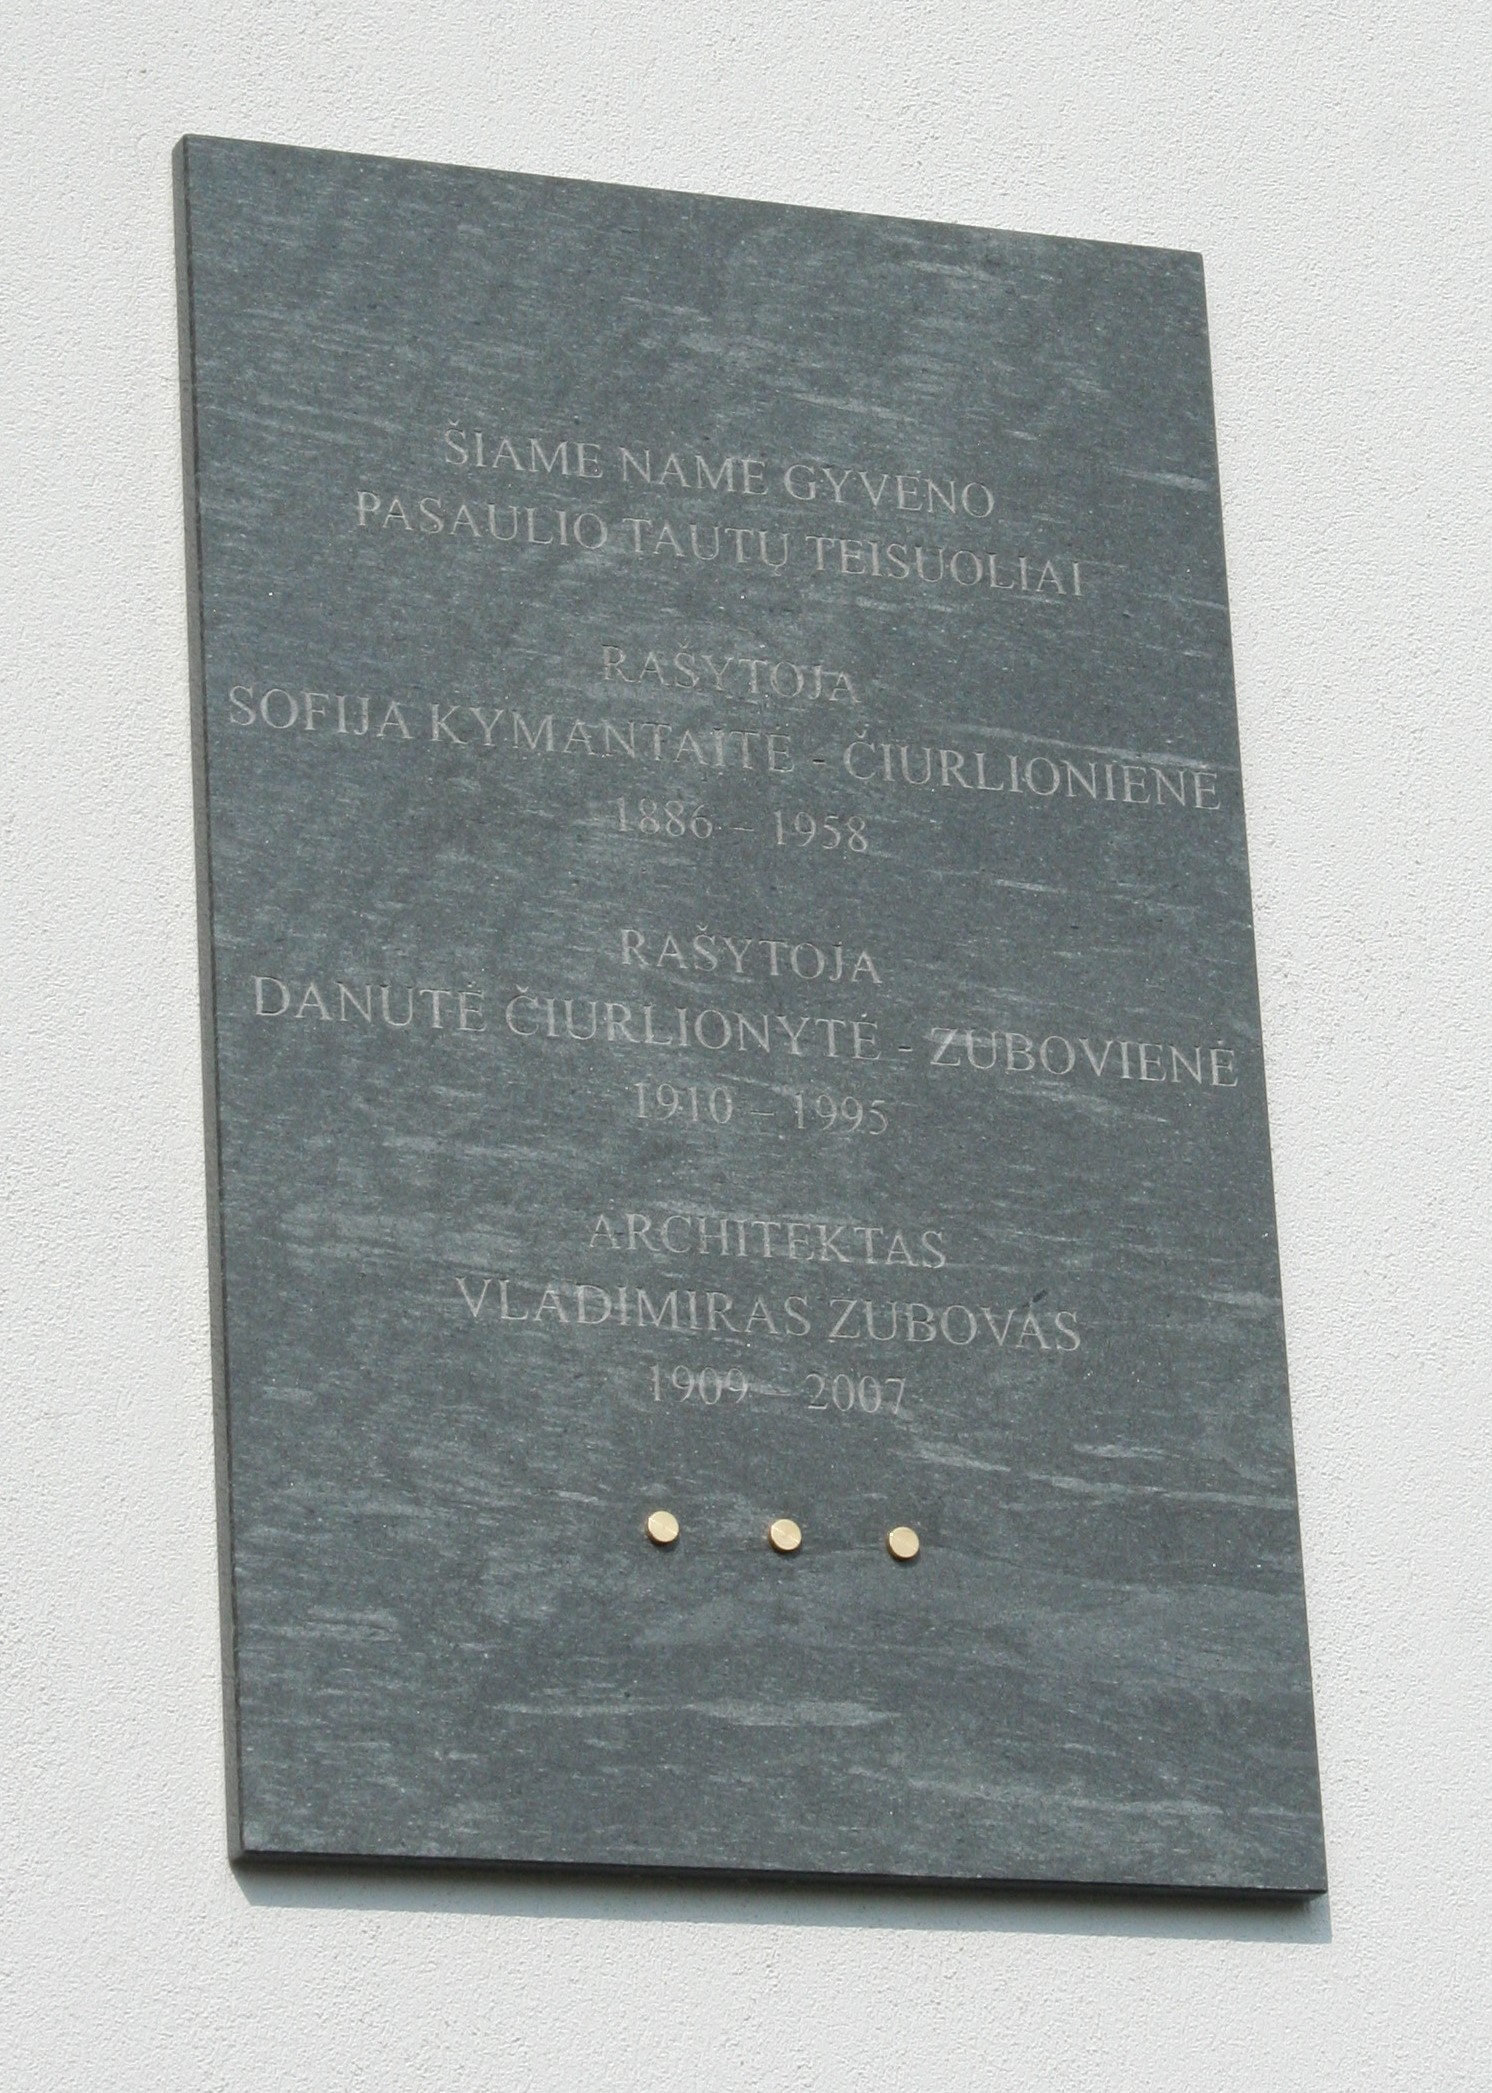 ŠIAME NAME GYVENO
PASAULIO TAUTŲ TEISUOLIAI
RAŠYTOJA
SOFIJA KYMANTAITĖ - ČIURLIONIENĖ
1886 – 1958
RAŠYTOJA
DANUTĖ ČIURLIONYTĖ - ZUBOVIENĖ
1910 – 1995
ARCHITEKTAS
VLADIMIRAS ZUBOVAS
1909 – 2007